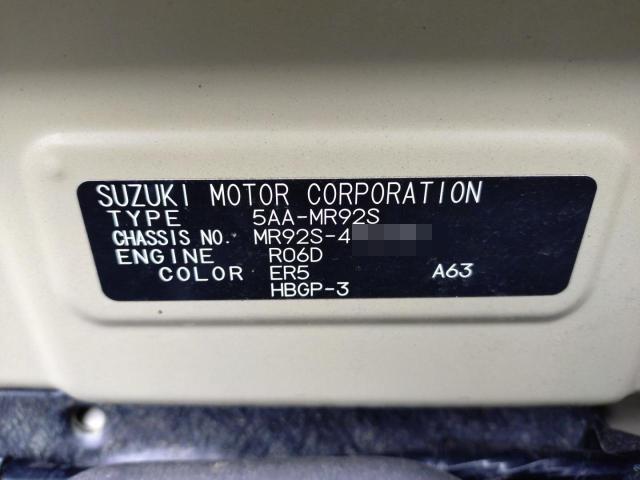 SUZUKI MOTOR CORPORATION
TYPE 5AA-MR92S
CHASSIS NO. MR92S-4
ENGINE R06D
COLOR ER5 A63
HBGP-3